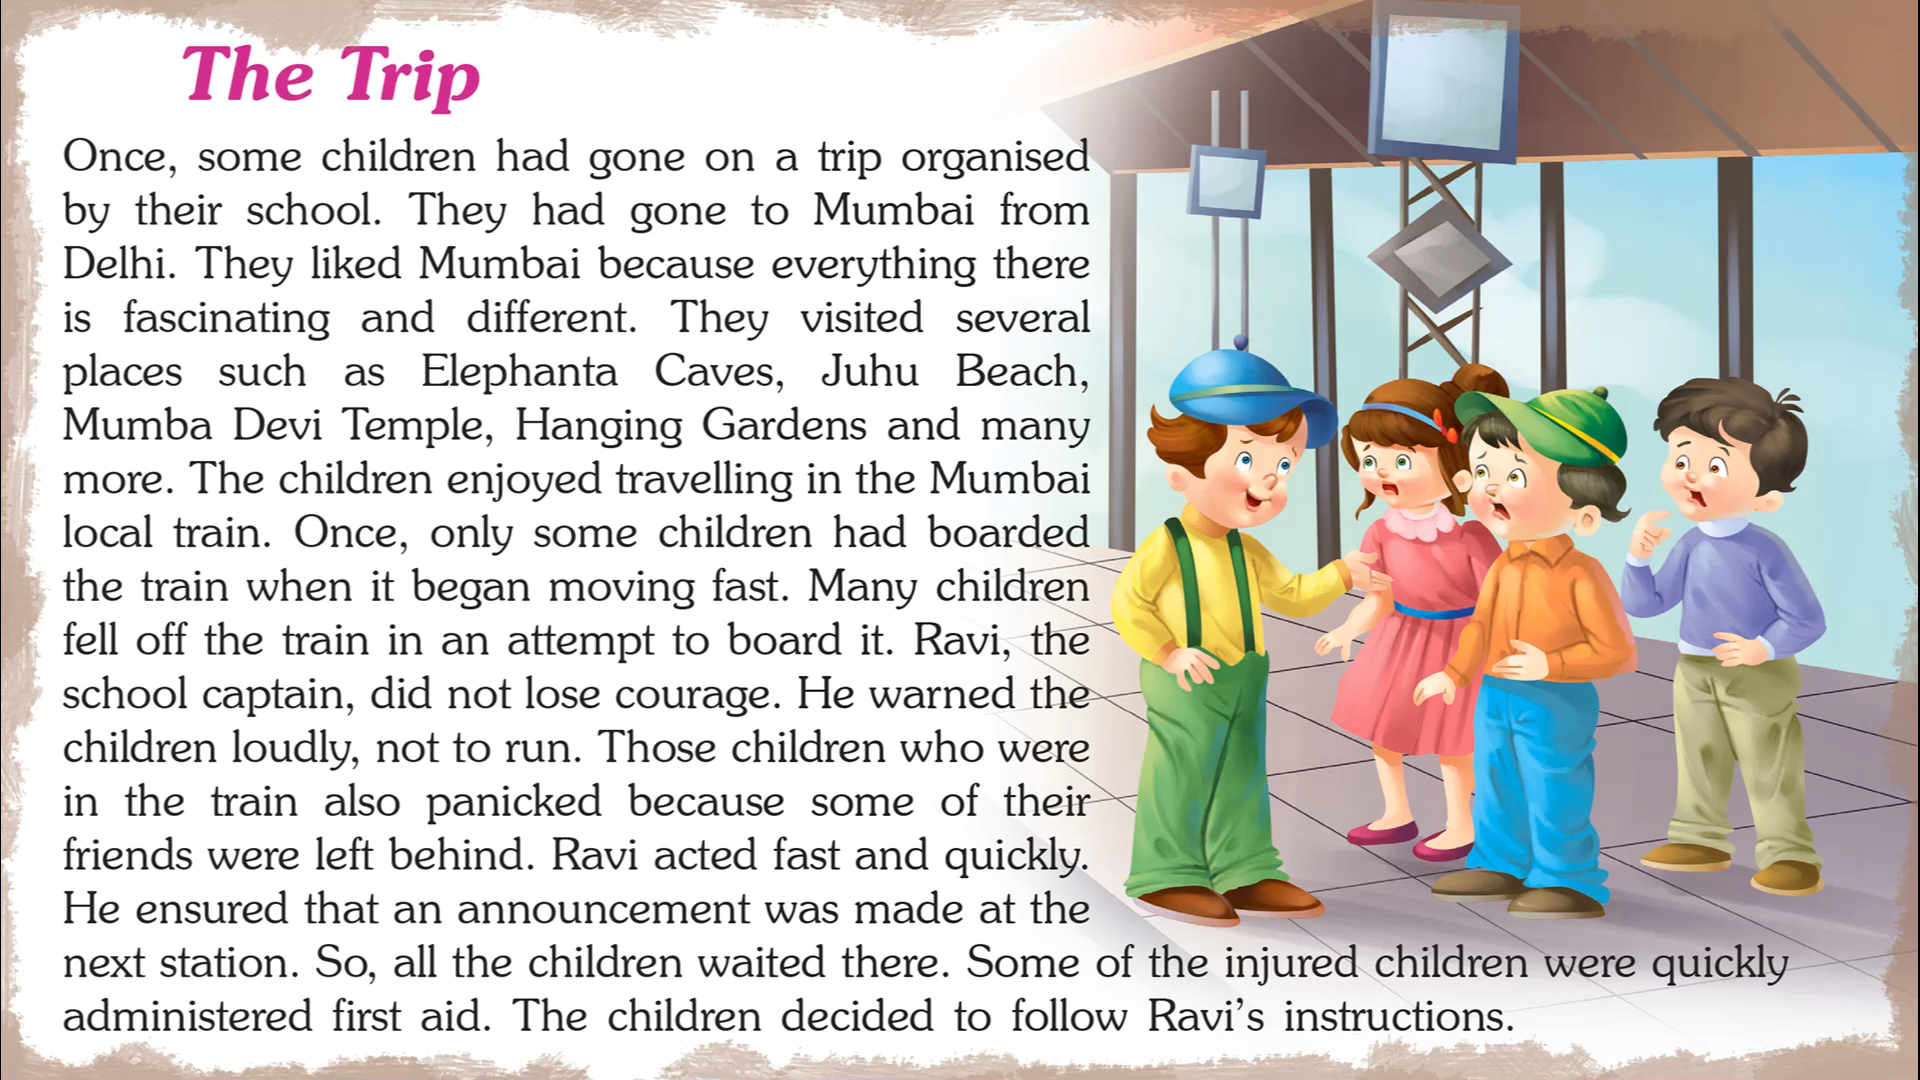 The Trip
Once, some children had gone on a trip organised
by their school. They had gone to Mumbai from
Delhi. They liked Mumbai because everything there
is fascinating and different. They visited several
places such as Elephanta Caves, Juhu Beach,
Mumba Devi Temple, Hanging Gardens and many
more. The children enjoyed travelling in the Mumbai
local train. Once, only some children had boarded
the train when it began moving fast. Many children
fell off the train in an attempt to board it. Ravi, the
school captain, did not lose courage. He warned the
children loudly, not to run. Those children who were
in the train also panicked because some of their
friends were left behind. Ravi acted fast and quickly.
He ensured that an announcement was made at the
next station. So, all the children waited there. Some of the injured children were quickly
administered first aid. The children decided to follow Ravi’s instructions.